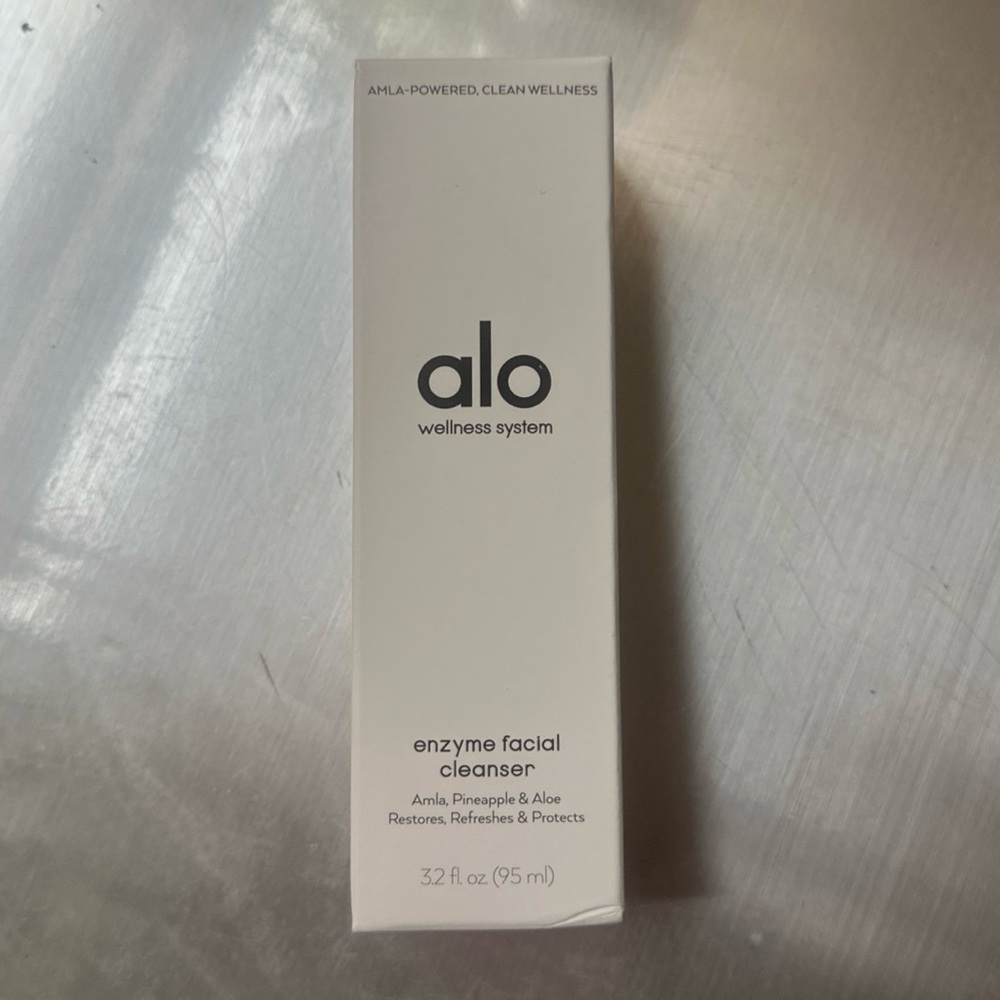 AMLA-POWERED, CLEAN WELLNESS
alo
wellness system
enzyme facial
cleanser
Amla, Pineapple & Aloe
Restores, Refreshes & Protects
3.2 fl. oz. (95 ml)